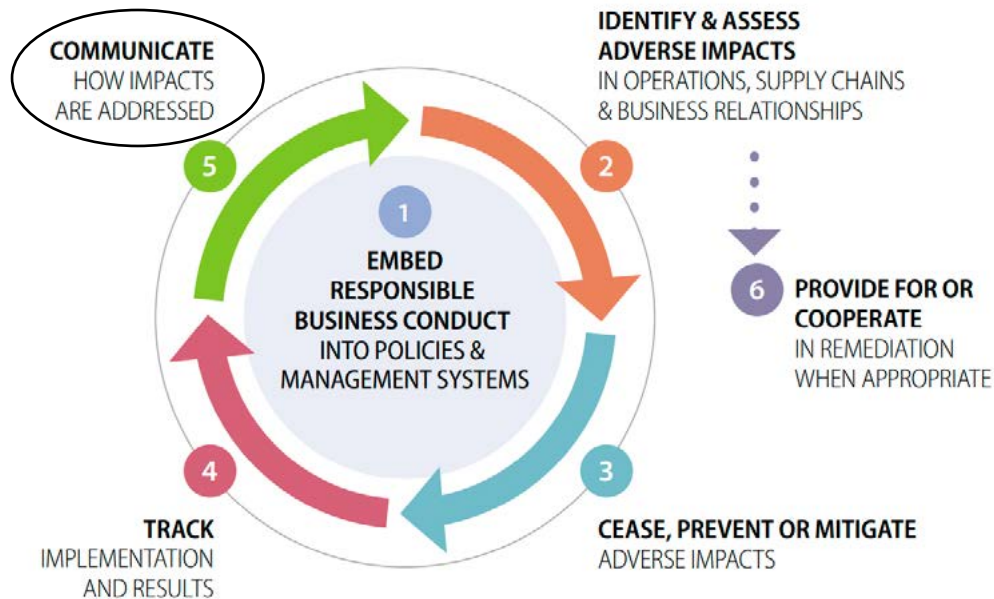 COMMUNICATE
HOW IMPACTS
ARE ADDRESSED
5
IDENTIFY & ASSESS
ADVERSE IMPACTS
IN OPERATIONS, SUPPLY CHAINS
& BUSINESS RELATIONSHIPS
2
1
EMBED
RESPONSIBLE
BUSINESS CONDUCT
INTO POLICIES &
MANAGEMENT SYSTEMS
6
PROVIDE FOR OR
COOPERATE
IN REMEDIATION
WHEN APPROPRIATE
4
TRACK
IMPLEMENTATION
AND RESULTS
3
CEASE, PREVENT OR MITIGATE
ADVERSE IMPACTS